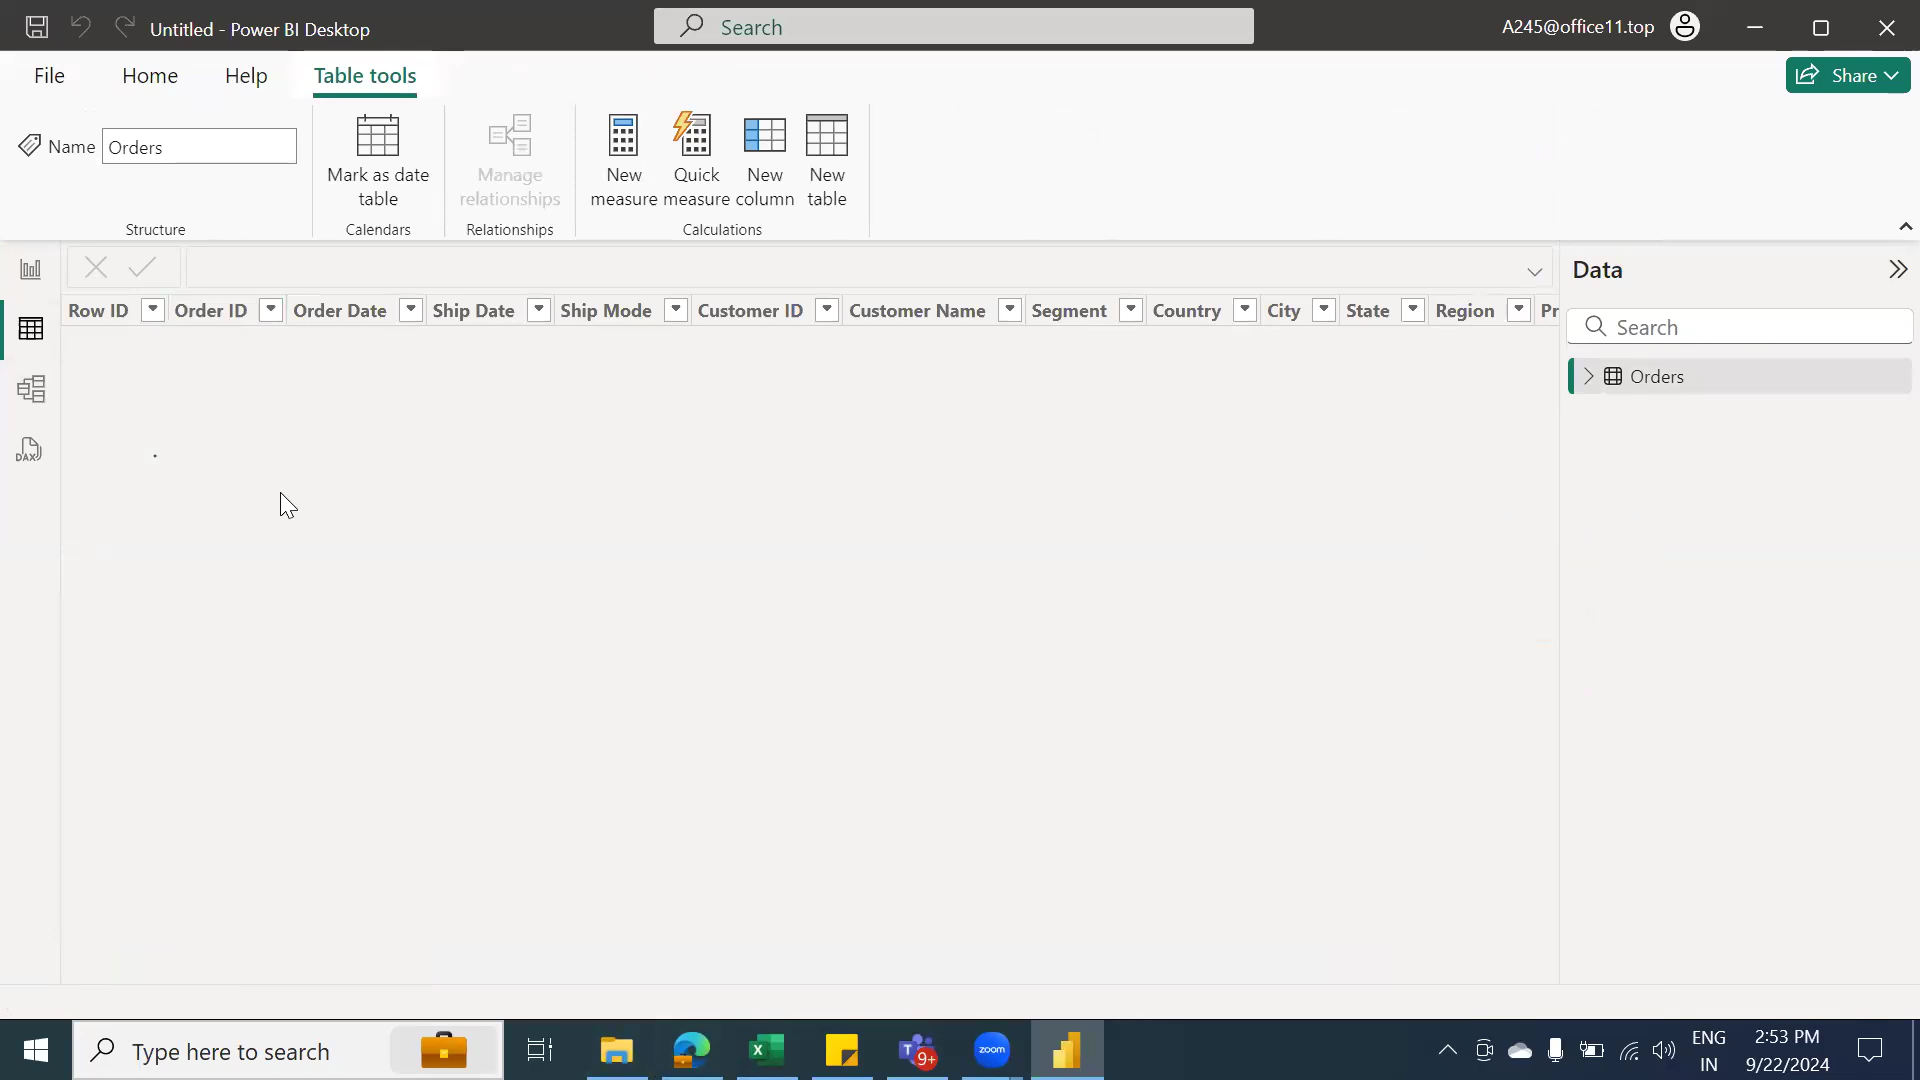 Untitled - Power BI Desktop
Search
A245@office11.top
File
Home
Help
Table tools
Share
Name
Orders
Mark as date
table
Manage
relationships
New
measure
Quick
measure
New
column
New
table
Structure
Calendars
Relationships
Calculations
Data
Row ID
Order ID
Order Date
Ship Date
Ship Mode
Customer ID
Customer Name
Segment
Country
City
State
Region
Pr
Search
Orders
DAX
Type here to search
9+
zoom
ENG
IN
2:53 PM
9/22/2024